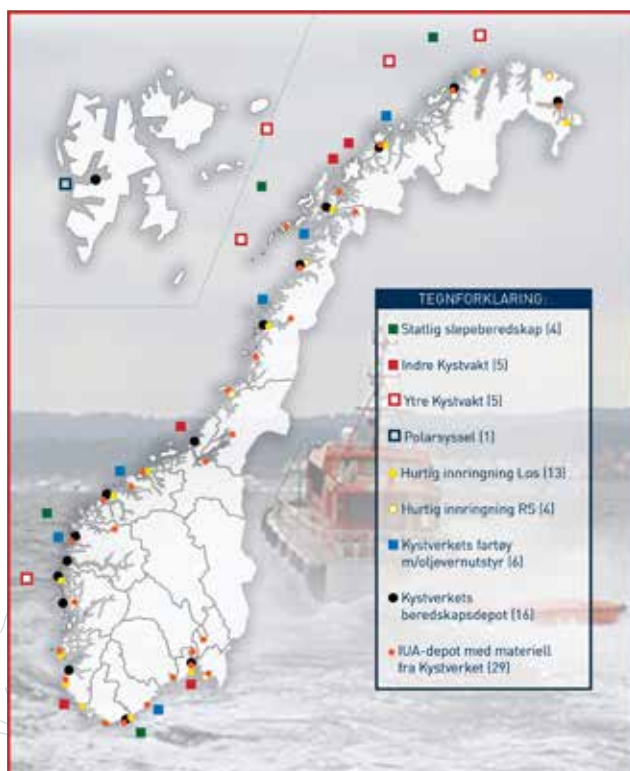 TEGNFORKLARING:
Statlig slepeberedskap (4)
Indre Kystvakt (5)
Ytre Kystvakt (5)
Polarsyssel (1)
Hurtig innringning Los (13)
Hurtig innringning RS (4)
Kystverkets fartøy
m/oljevernutstyr
(6)
Kystverkets
beredskapsdepot (16)
IUA-depot med materiell
fra Kystverket (29)